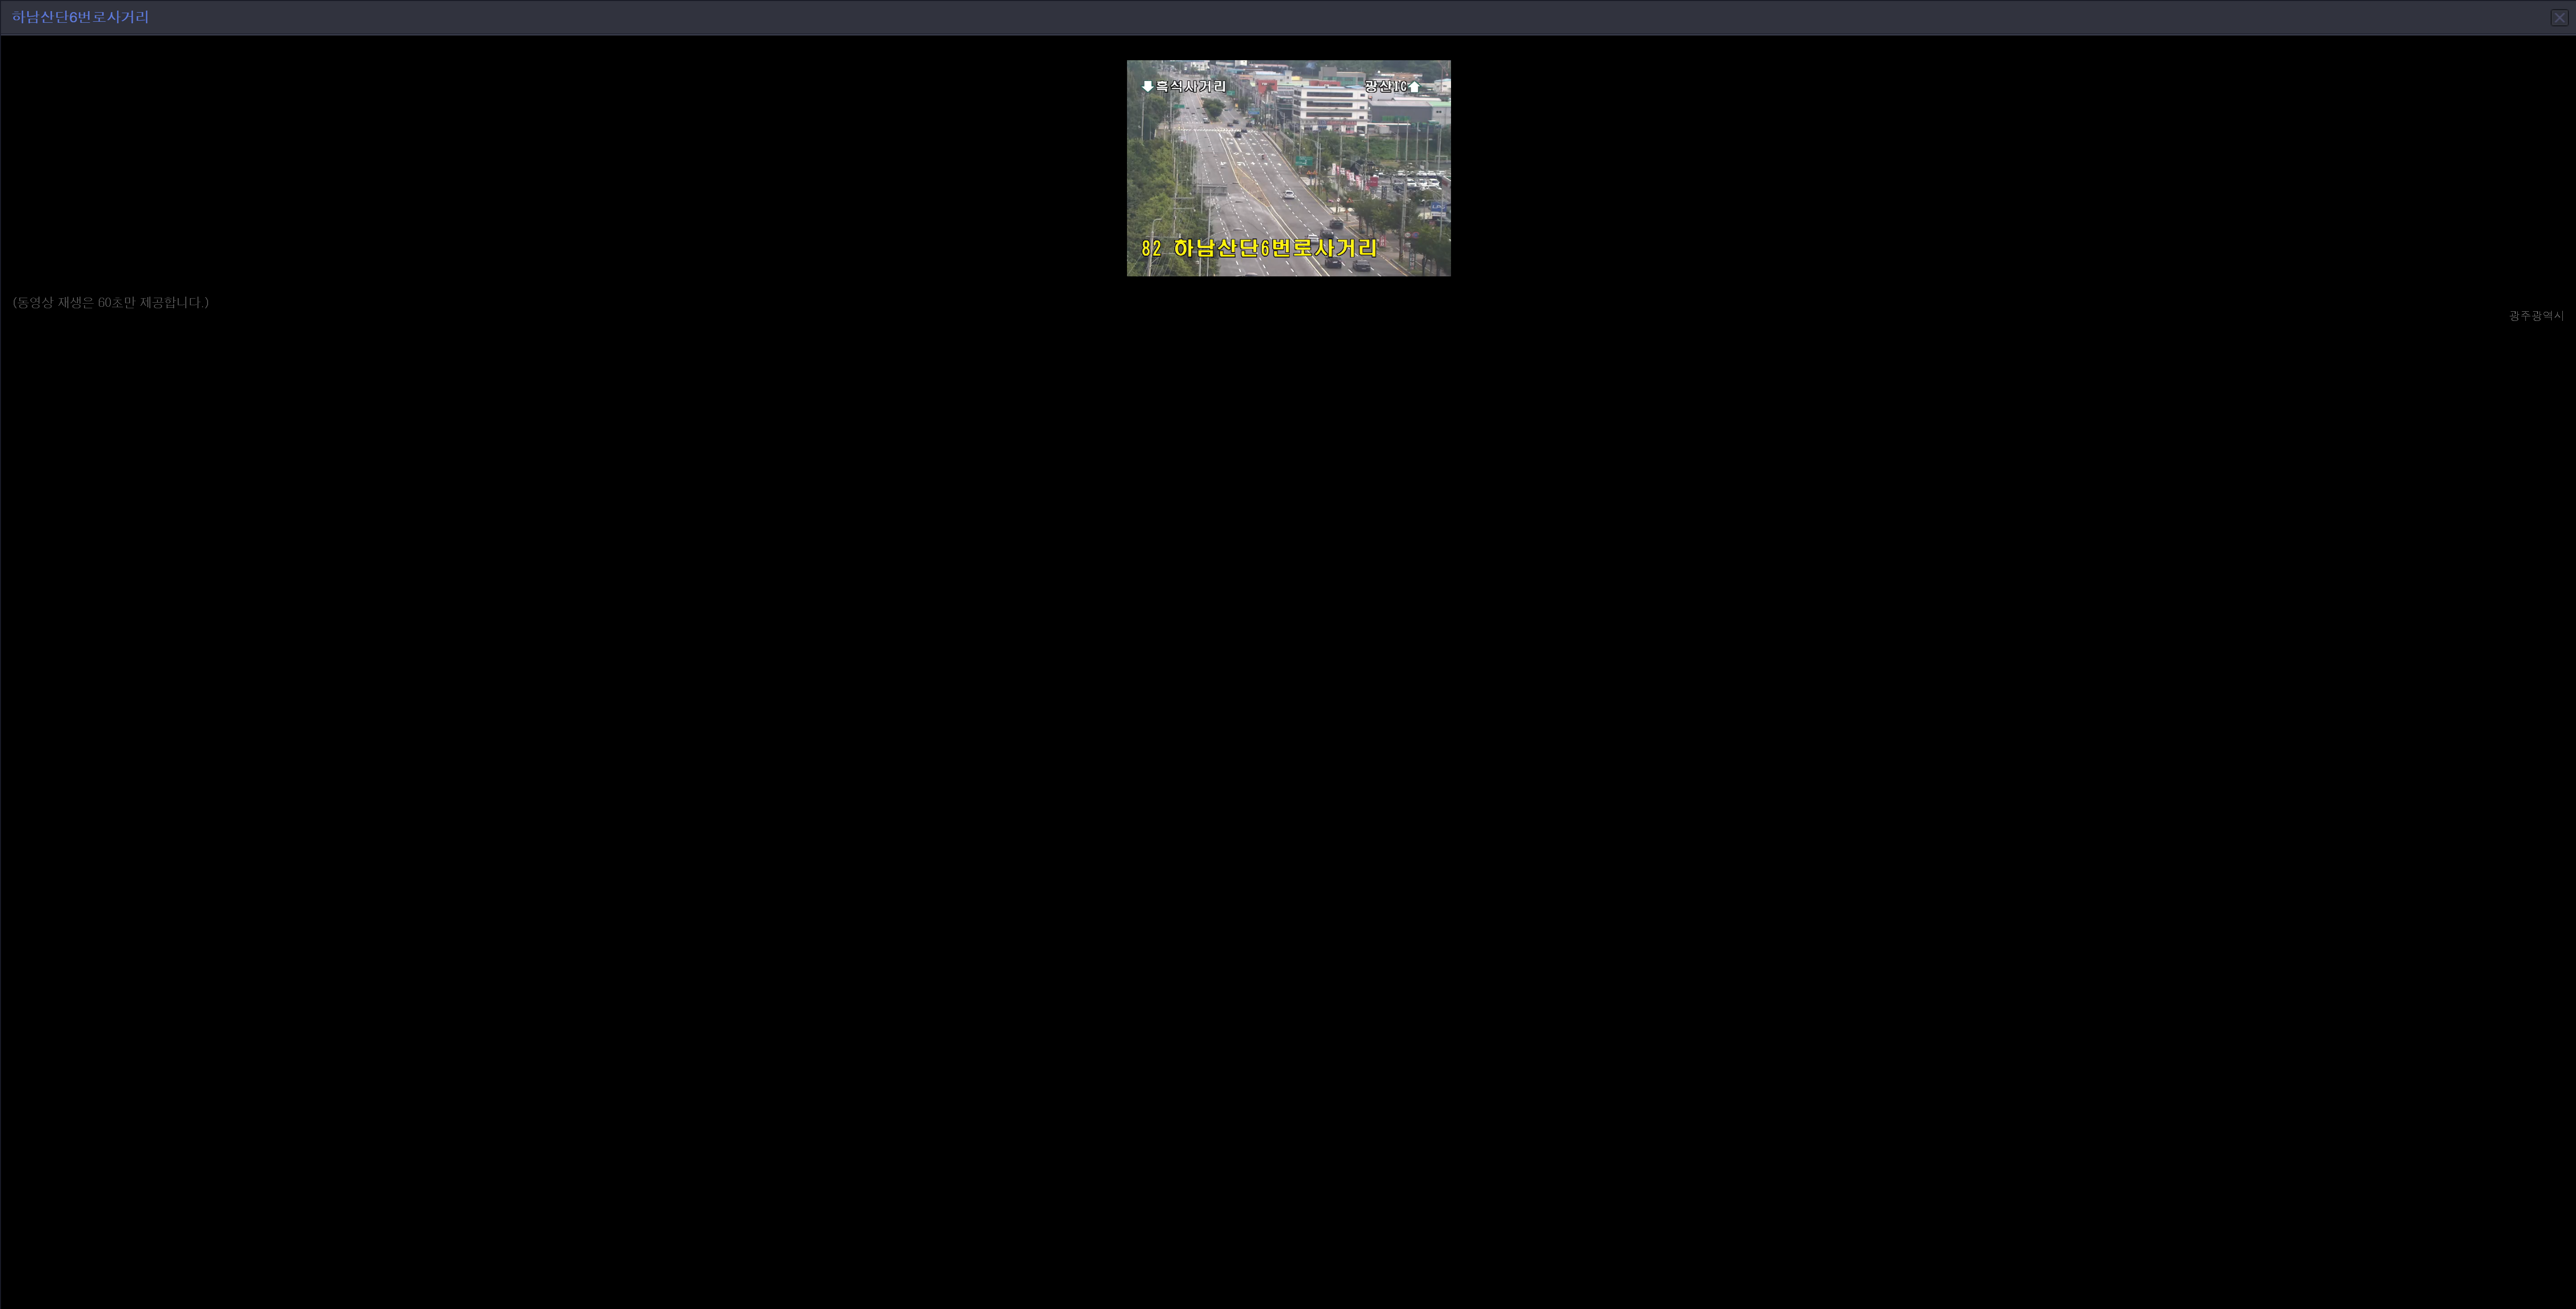 하남산단6번로사거리
⬇흑석사거리
광산IC⬆
82 하남산단6번로사거리
(동영상 재생은 60초만 제공합니다.)
광주광역시